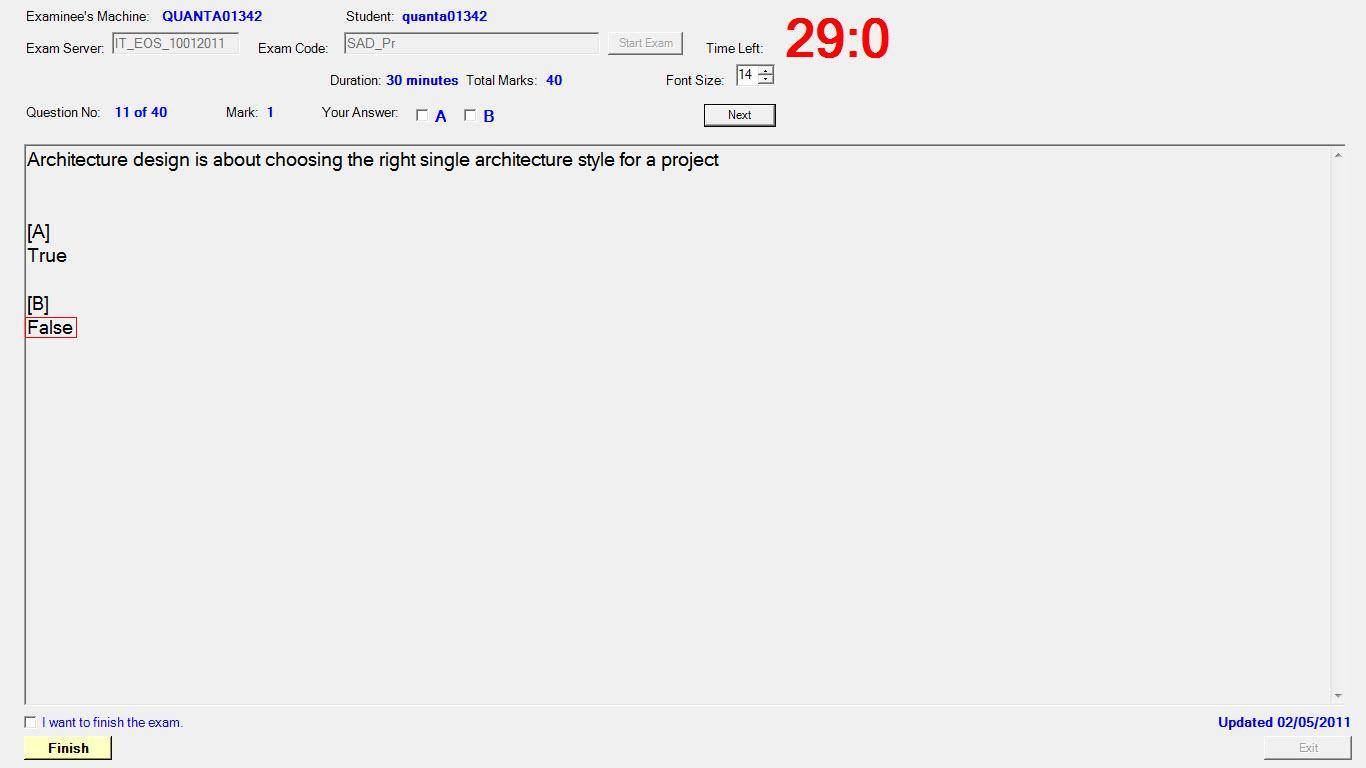 Examinee's Machine: QUANTA01342 Student: quanta01342
Exam Server: IT_EOS_10012011 Exam Code: SAD_Pr Start Exam Time Left: 29:0
Duration: 30 minutes Total Marks: 40 Font Size: 14
Question No: 11 of 40 Mark: 1 Your Answer: A B Next
Architecture design is about choosing the right single architecture style for a project
[A]
True
[B]
False
I want to finish the exam. Updated 02/05/2011
Finish Exit